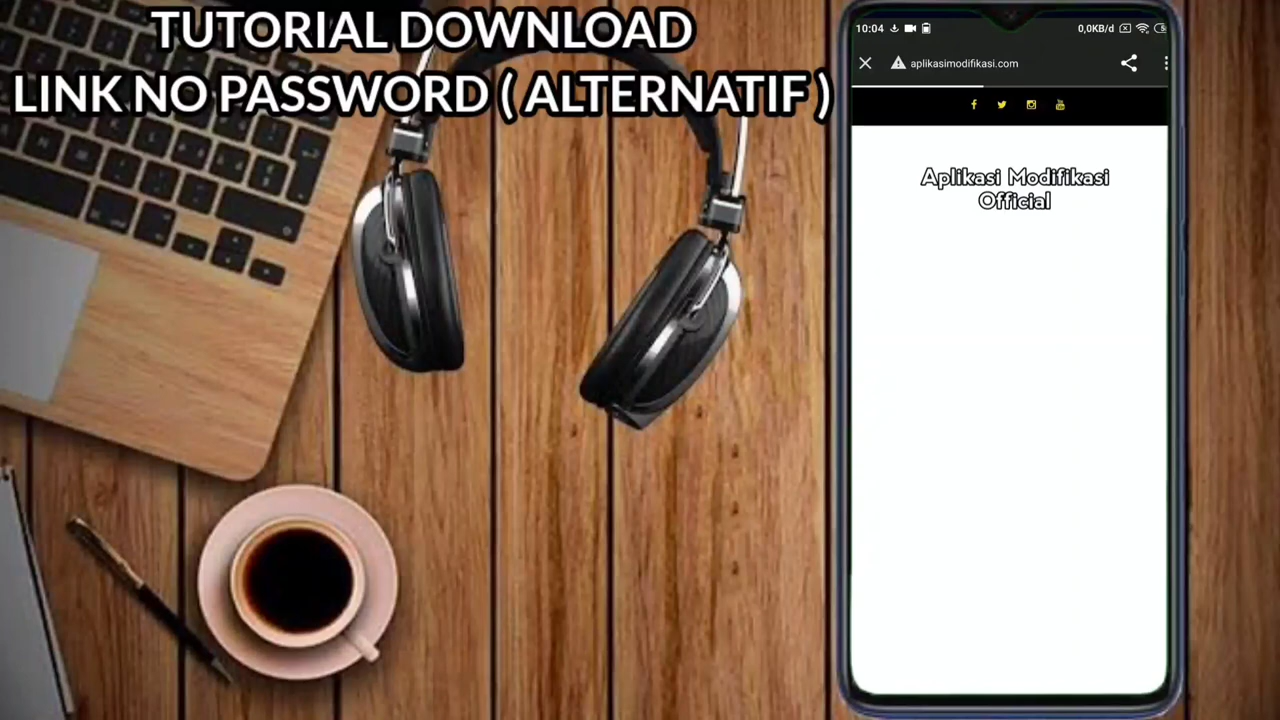 TUTORIAL DOWNLOAD
LINK NO PASSWORD ( ALTERNATIF )
10:04
0,0KB/d
aplikasimodifikasi.com
Aplikasi Modifikasi
Official